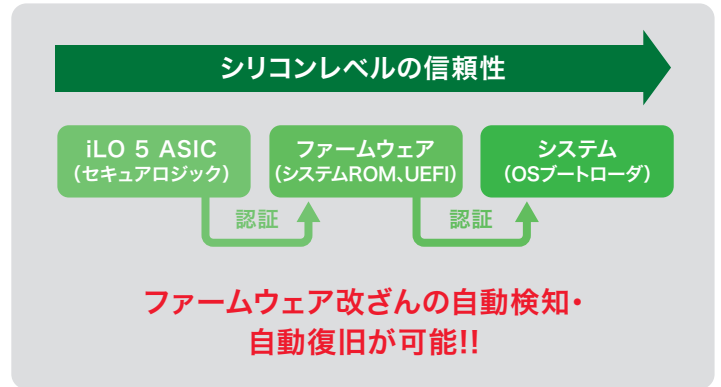 シリコンレベルの信頼性
iLO 5 ASIC
（セキュアロジック）
ファームウェア
（システムROM、UEFI）
システム
（OSブートローダ）
認証
認証
ファームウェア改ざんの自動検知・
自動復旧が可能!!